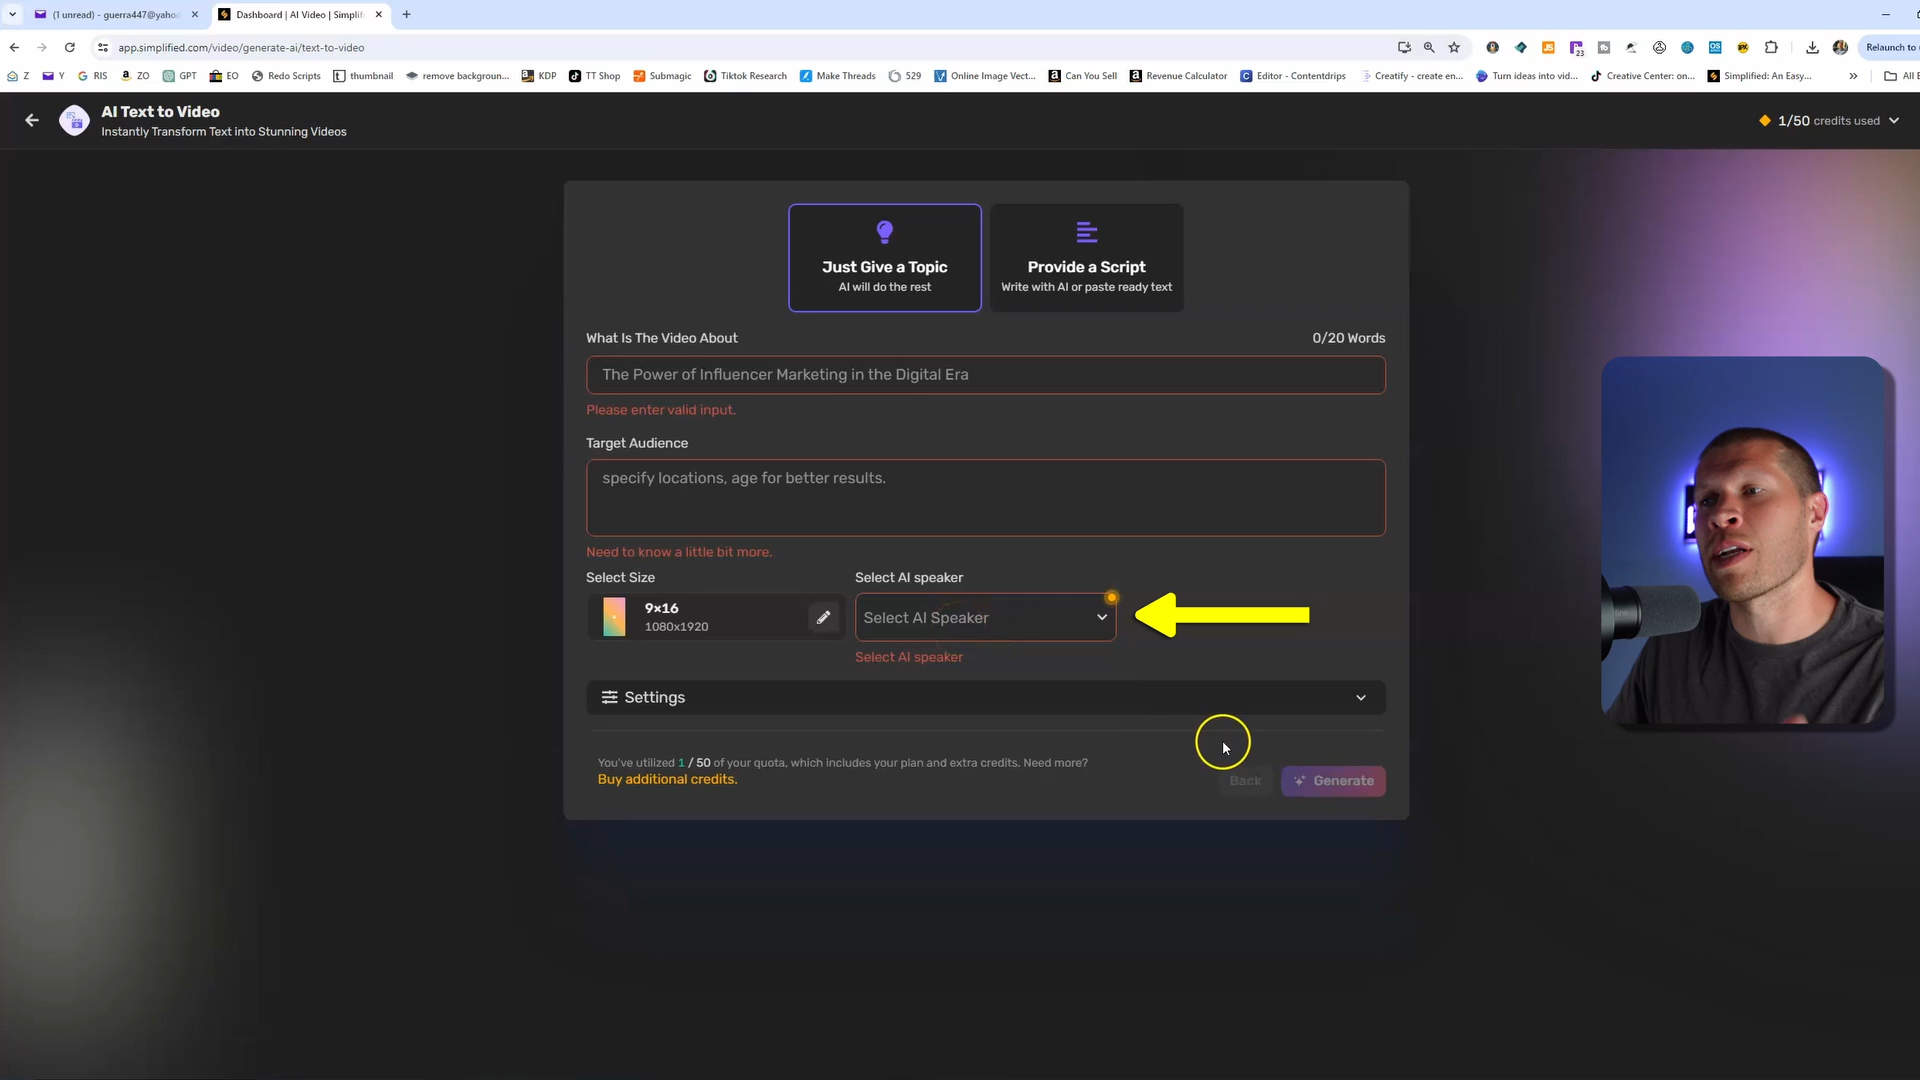 (1 unread) - guerra447@yaho
Dashboard | AI Video | Simplifi
app.simplified.com/video/generate-ai/text-to-video
Relaunch to
Z
Y
RIS
ZO
GPT
EO
Redo Scripts
thumbnail
remove backgroun...
KDP
TT Shop
Submagic
Tiktok Research
Make Threads
529
Online Image Vect...
Can You Sell
Revenue Calculator
Editor - Contentdrips
Creatify - create en...
Turn ideas into vid...
Creative Center: on...
Simplified: An Easy...
All
AI Text to Video
Instantly Transform Text into Stunning Videos
1/50 credits used
Just Give a Topic
AI will do the rest
Provide a Script
Write with AI or paste ready text
What Is The Video About
0/20 Words
The Power of Influencer Marketing in the Digital Era
Please enter valid input.
Target Audience
specify locations, age for better results.
Need to know a little bit more.
Select Size
Select AI speaker
9×16
1080x1920
Select AI Speaker
Select AI speaker
Settings
You've utilized 1 / 50 of your quota, which includes your plan and extra credits. Need more?
Buy additional credits.
Back
Generate